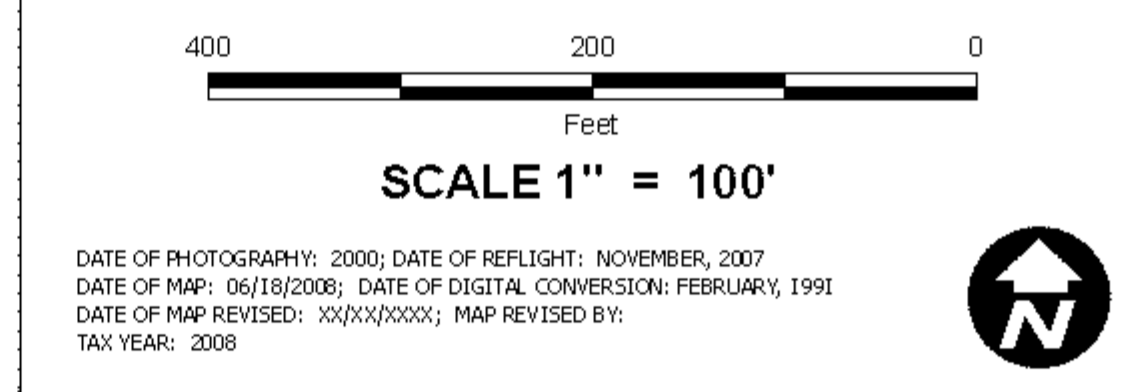 400 200 0
Feet
SCALE 1" = 100'
DATE OF PHOTOGRAPHY: 2000; DATE OF REFLIGHT: NOVEMBER, 2007
DATE OF MAP: 06/18/2008; DATE OF DIGITAL CONVERSION: FEBRUARY, 1991
DATE OF MAP REVISED: XX/XX/XXXX; MAP REVISED BY:
TAX YEAR: 2008
N